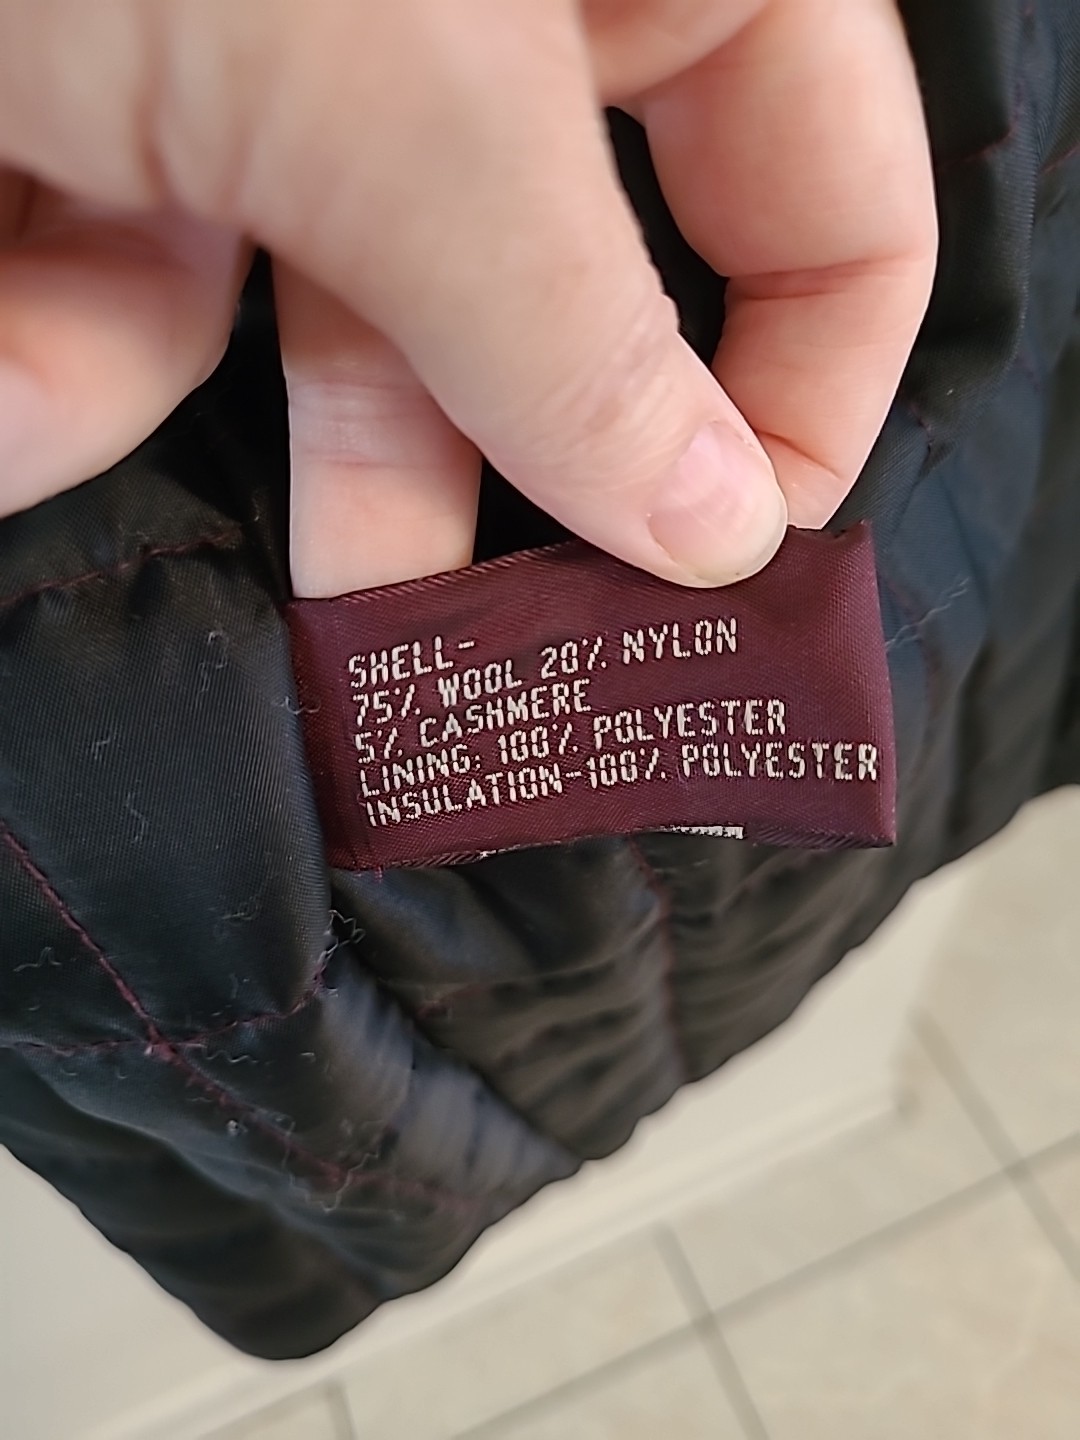 SHELL-
75% WOOL 20% NYLON
5% CASHMERE
LINING: 100% POLYESTER
INSULATION-100% POLYESTER